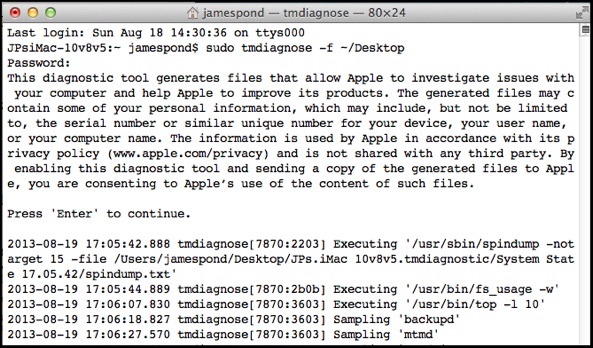 jamespond — tmdiagnose — 80×24
Last login: Sun Aug 18 14:30:36 on ttys000
JPsiMac-10v8v5:~ jamespond$ sudo tmdiagnose -f ~/Desktop
Password:
This diagnostic tool generates files that allow Apple to investigate issues with
 your computer and help Apple to improve its products. The generated files may c
ontain some of your personal information, which may include, but not be limited
to, the serial number or similar unique number for your device, your user name,
or your computer name. The information is used by Apple in accordance with its p
rivacy policy (www.apple.com/privacy) and is not shared with any third party. By
 enabling this diagnostic tool and sending a copy of the generated files to Appl
e, you are consenting to Apple's use of the content of such files.
Press 'Enter' to continue.
2013-08-19 17:05:42.888 tmdiagnose[7870:2203] Executing '/usr/sbin/spindump -not
arget 15 -file /Users/jamespond/Desktop/JPs.iMac 10v8v5.tmdiagnostic/System Stat
e 17.05.42/spindump.txt'
2013-08-19 17:05:44.889 tmdiagnose[7870:2b0b] Executing '/usr/bin/fs_usage -w'
2013-08-19 17:06:07.830 tmdiagnose[7870:3603] Executing '/usr/bin/top -l 10'
2013-08-19 17:06:18.827 tmdiagnose[7870:3603] Sampling 'backupd'
2013-08-19 17:06:27.570 tmdiagnose[7870:3603] Sampling 'mtmd'